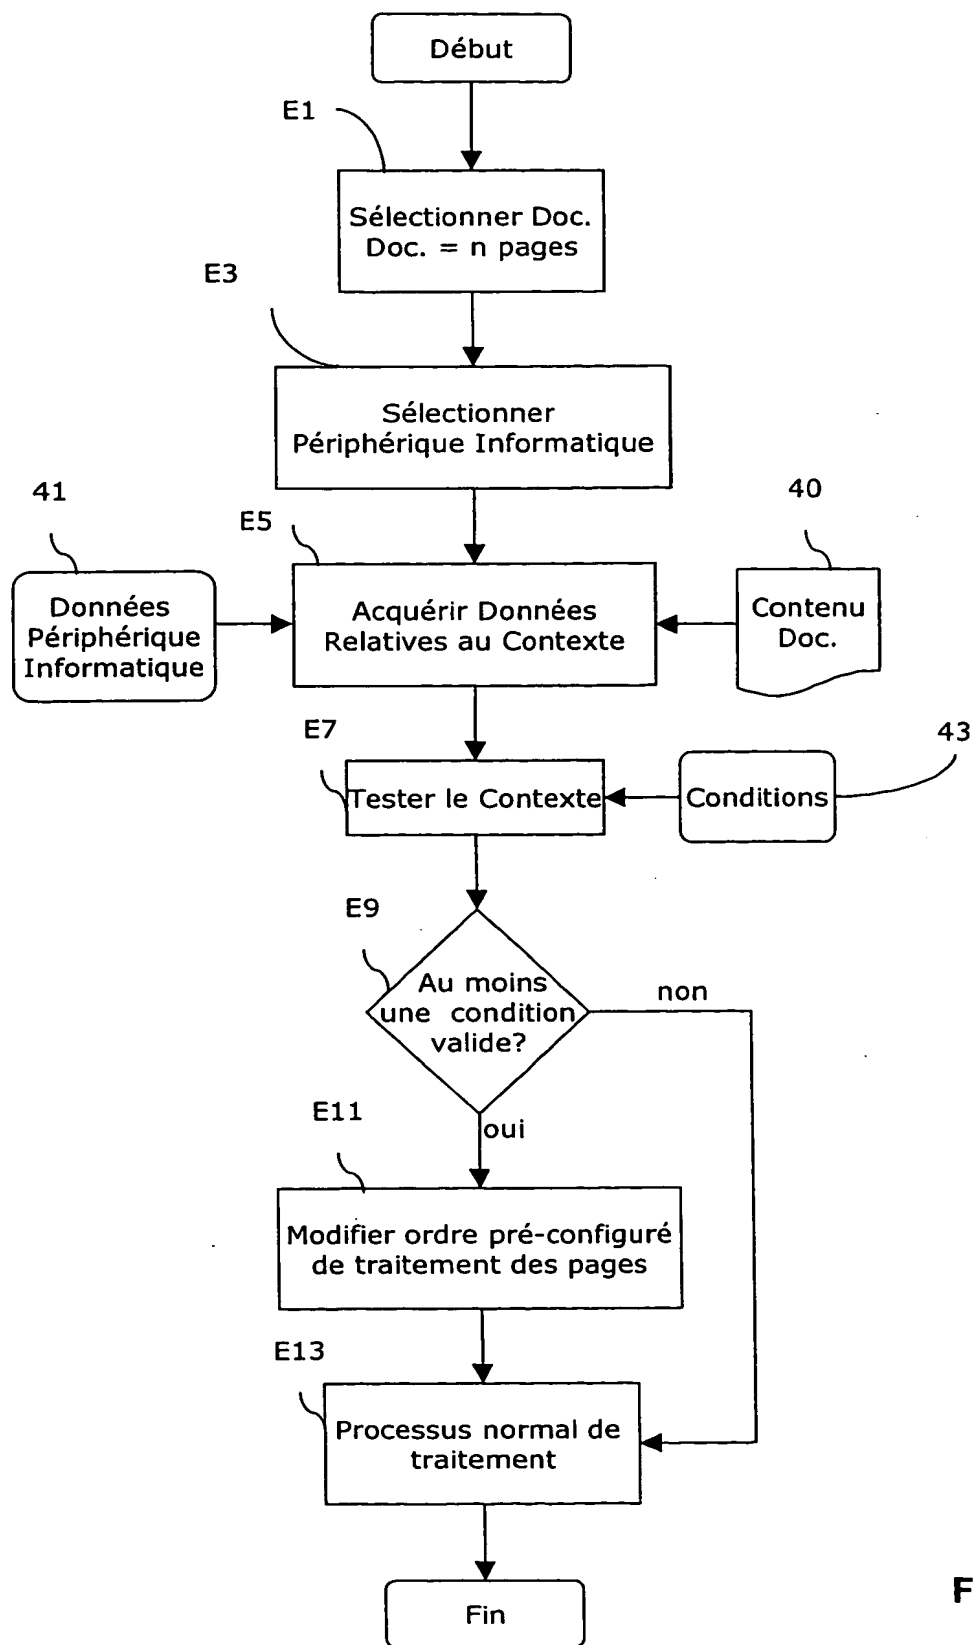 Début
E1
Sélectionner Doc.
Doc. = n pages
E3
Sélectionner
Périphérique Informatique
41
E5
40
Données
Périphérique
Informatique
Acquérir Données
Relatives au Contexte
Contenu
Doc.
E7
43
Tester le Contexte
Conditions
E9
Au moins
une condition
valide?
non
E11
oui
Modifier ordre pré-configuré
de traitement des pages
E13
Processus normal de
traitement
Fin
F